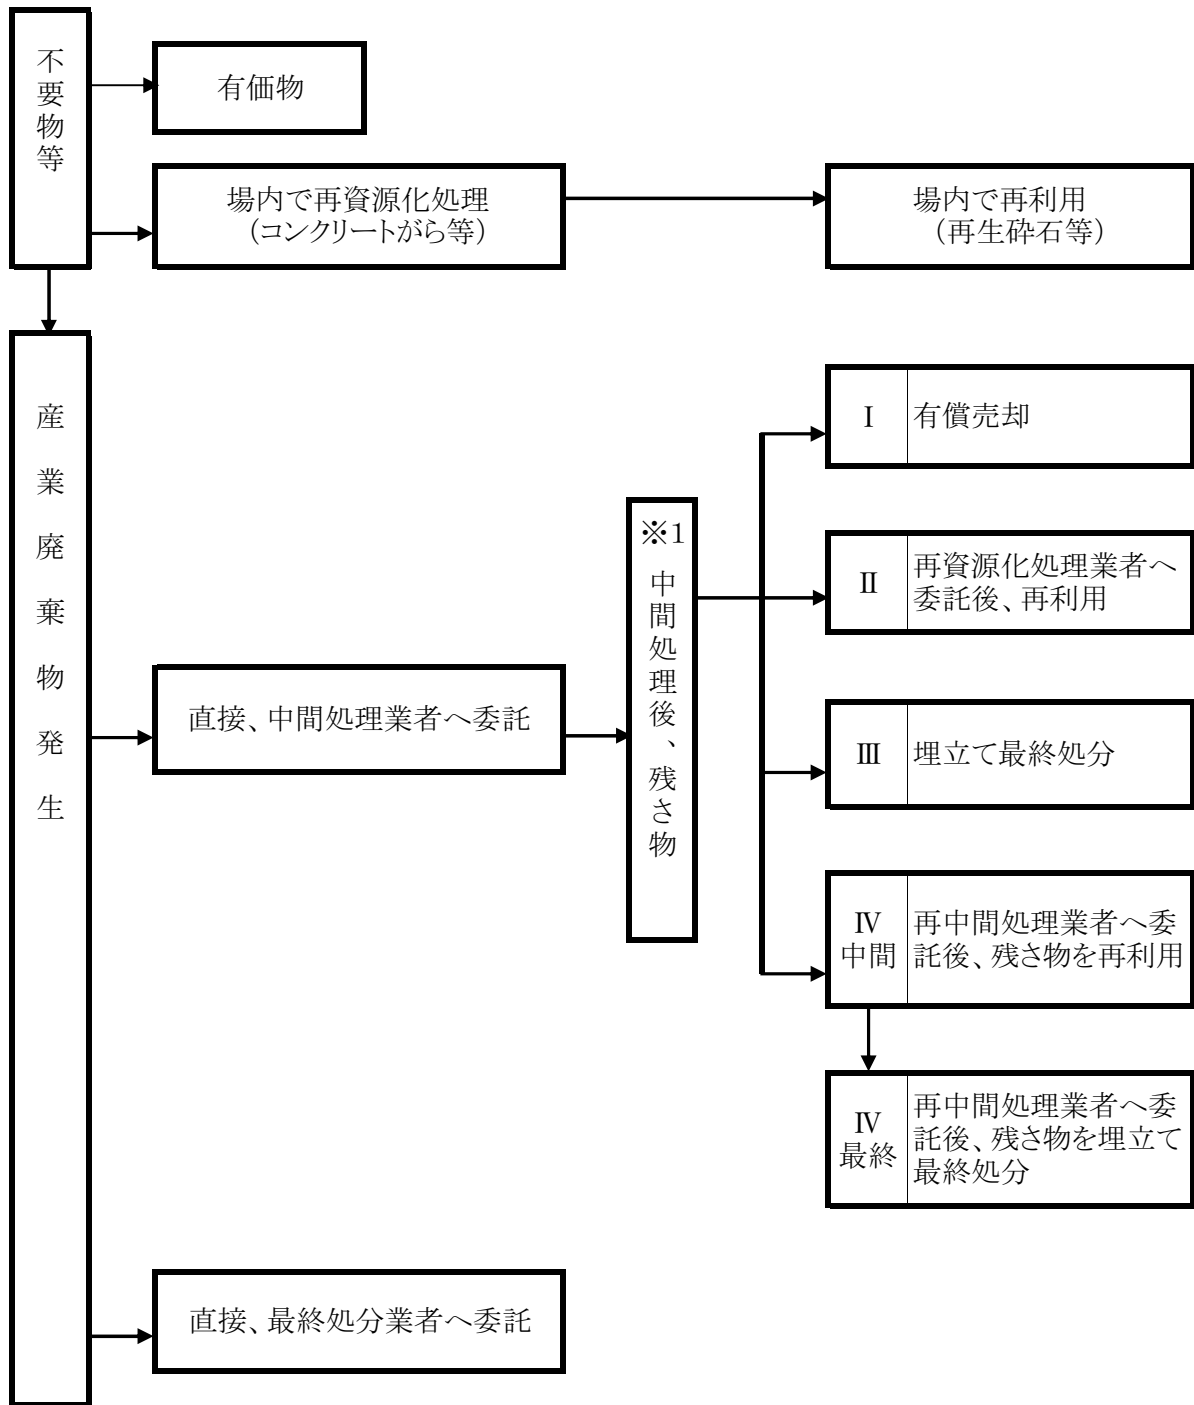 不要物等
有価物
場内で再資源化処理
（コンクリートがら等）
場内で再利用
（再生砕石等）
産業廃棄物発生
直接、中間処理業者へ委託
※1
中間処理後、残さ物
Ⅰ
有償売却
Ⅱ
再資源化処理業者へ
委託後、再利用
Ⅲ
埋立て最終処分
Ⅳ
中間
再中間処理業者へ委
託後、残さ物を再利用
Ⅳ
最終
再中間処理業者へ委
託後、残さ物を埋立て
最終処分
直接、最終処分業者へ委託